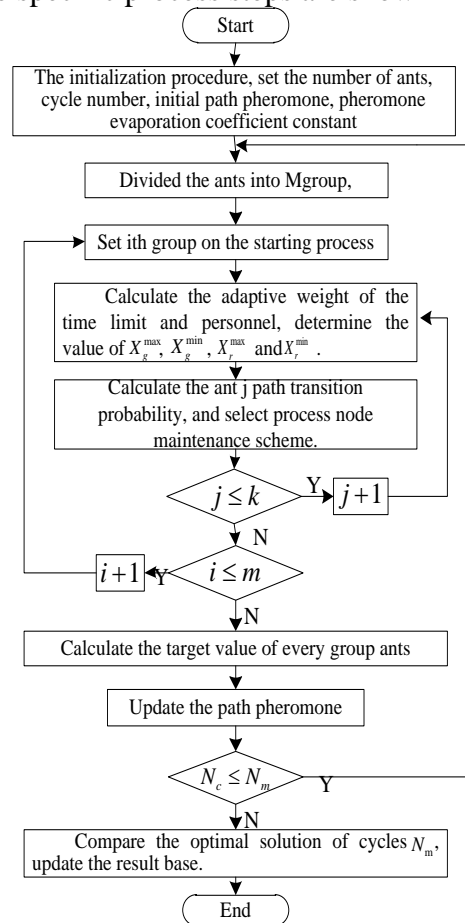 Start
The initialization procedure, set the number of ants,
cycle number, initial path pheromone, pheromone
evaporation coefficient constant
Divided the ants into Mgroup,
Set ith group on the starting process
Calculate the adaptive weight of the
time limit and personnel, determine the
value of X_g^max, X_g^min, X_r^max and X_r^min .
Calculate the ant j path transition
probability, and select process node
maintenance scheme.
j ≤ k
Y
j+1
N
i ≤ m
Y
i+1
N
Calculate the target value of every group ants
Update the path pheromone
N_c ≤ N_m
Y
N
Compare the optimal solution of cycles N_m,
update the result base.
End